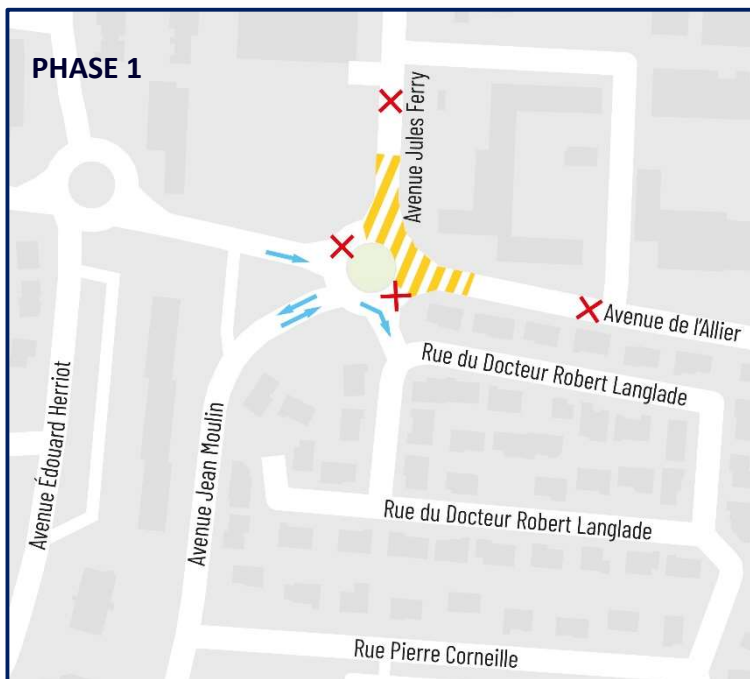 PHASE 1
Avenue Jules Ferry
Avenue de l'Allier
Rue du Docteur Robert Langlade
Avenue Édouard Herriot
Avenue Jean Moulin
Rue du Docteur Robert Langlade
Rue Pierre Corneille